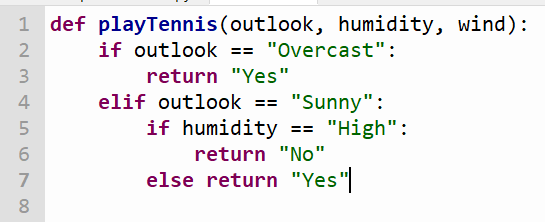 1 def playTennis(outlook, humidity, wind):
2     if outlook == "Overcast":
3         return "Yes"
4     elif outlook == "Sunny":
5         if humidity == "High":
6             return "No"
7         else return "Yes"
8